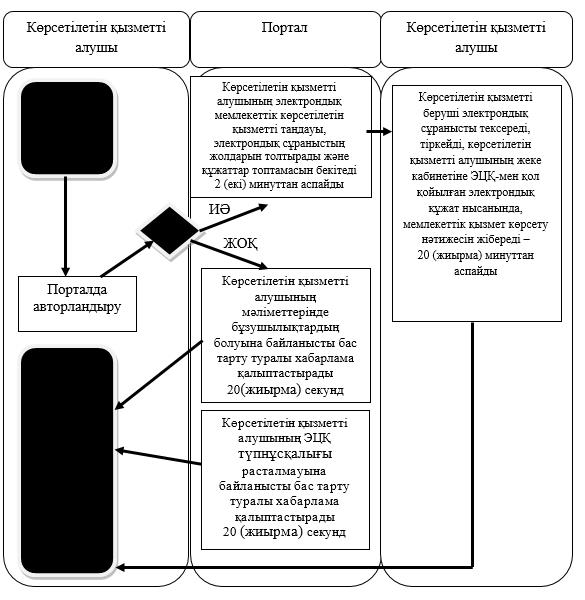 Көрсетілетін қызметті
алушы
Портал
Көрсетілетін қызметті
алушы
Көрсетілетін қызметті
алушының электрондық
мемлекеттік көрсетілетін
қызметті таңдауы,
электрондық сұраныстың
жолдарын толтырады және
құжаттар топтамасын бекітеді
2 (екі) минуттан аспайды
Көрсетілетін қызметті
беруші электрондық
сұранысты тексереді,
тіркейді, көрсетілетін
қызметті алушының жеке
кабинетіне ЭЦҚ-мен қол
қойылған электрондық
құжат нысанында,
мемлекеттік қызмет көрсету
нәтижесін жібереді –
20 (жиырма) минуттан
аспайды
ИӘ
ЖОҚ
Порталда
авторландыру
Көрсетілетін қызметті
алушының
мәліметтерінде
бұзушылықтардың
болуына байланысты бас
тарту туралы хабарлама
қалыптастырады
20(жиырма) секунд
Көрсетілетін қызметті
алушының ЭЦҚ
түпнұсқалығы
расталмауына
байланысты бас тарту
туралы хабарлама
қалыптастырады
20 (жиырма) секунд